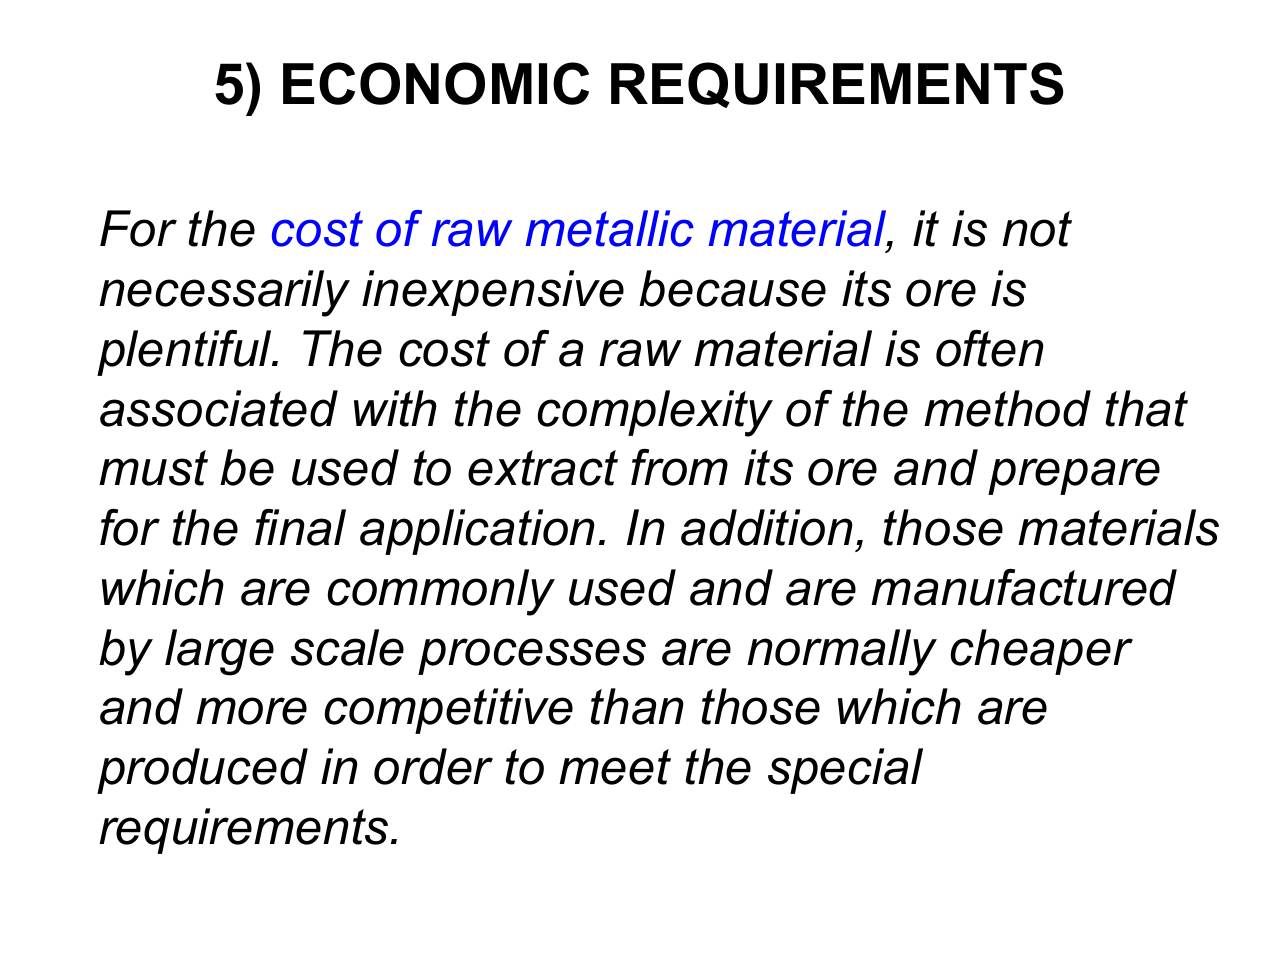 5) ECONOMIC REQUIREMENTS
For the cost of raw metallic material, it is not
necessarily inexpensive because its ore is
plentiful. The cost of a raw material is often
associated with the complexity of the method that
must be used to extract from its ore and prepare
for the final application. In addition, those materials
which are commonly used and are manufactured
by large scale processes are normally cheaper
and more competitive than those which are
produced in order to meet the special
requirements.